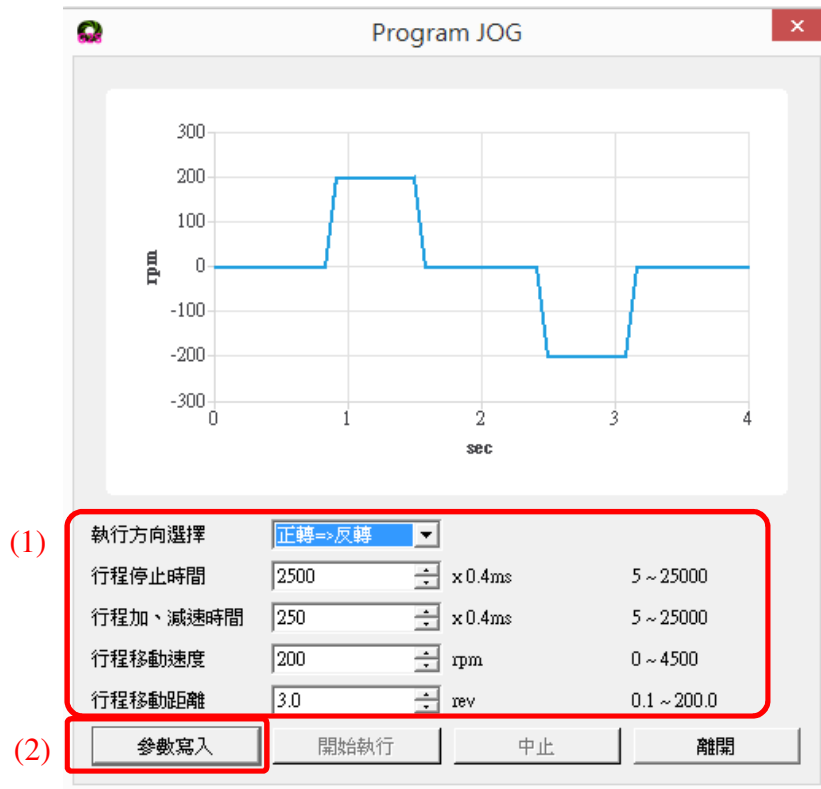 Program JOG
300
200
100
0
-100
-200
-300
rpm
0 1 2 3 4
sec
(1)
執行方向選擇 正轉=>反轉
行程停止時間 2500 x 0.4ms 5 ~ 25000
行程加、減速時間 250 x 0.4ms 5 ~ 25000
行程移動速度 200 rpm 0 ~ 4500
行程移動距離 3.0 rev 0.1 ~ 200.0
(2)
參數寫入 開始執行 中止 離開